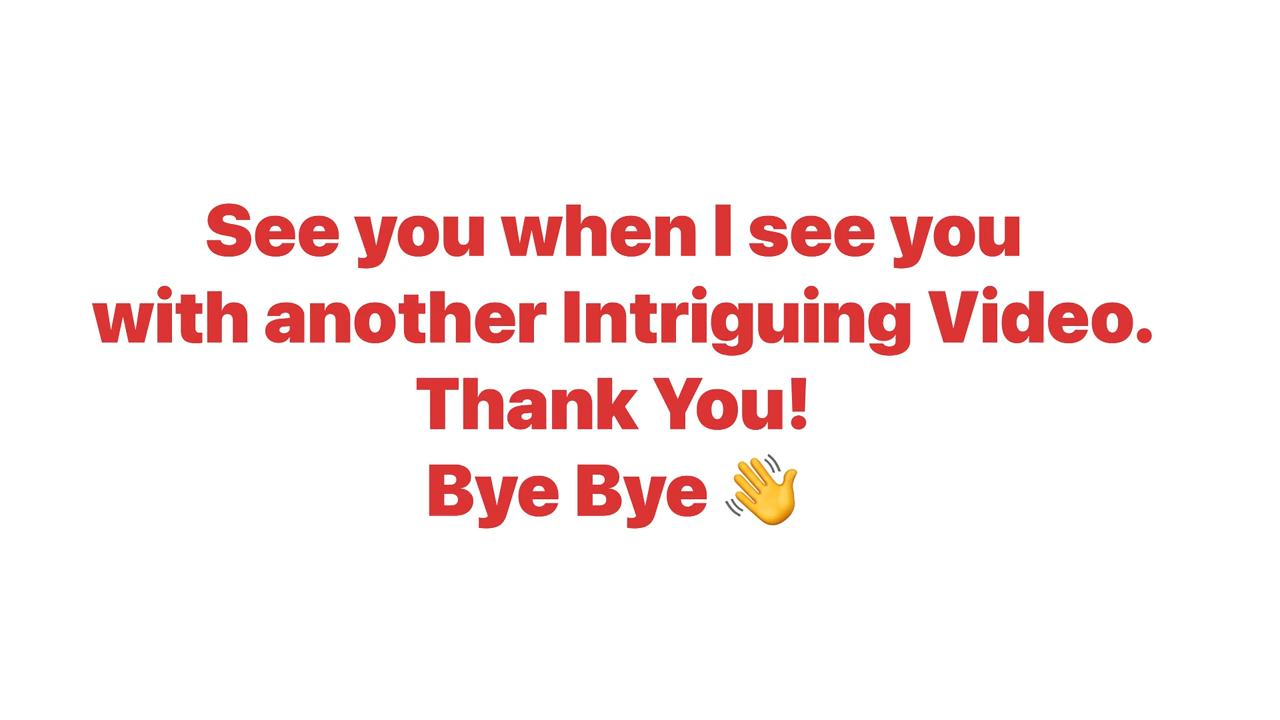 See you when I see you
with another Intriguing Video.
Thank You!
Bye Bye 👋